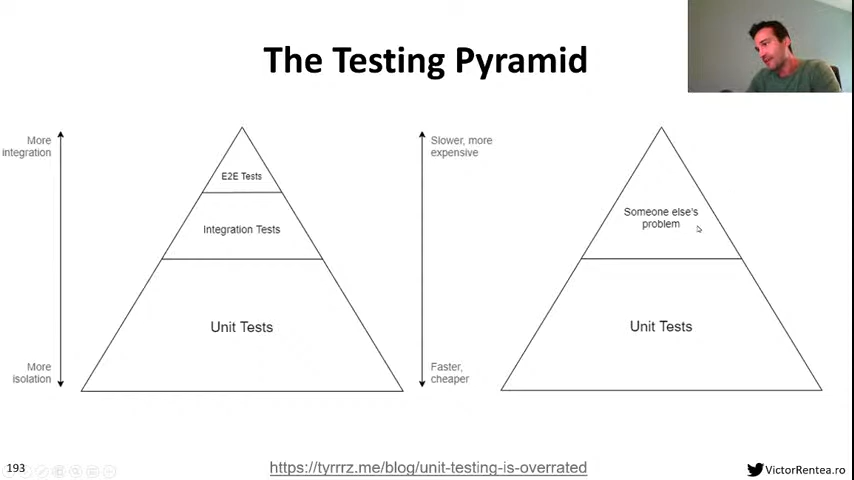 The Testing Pyramid
More
integration
E2E Tests
Integration Tests
Unit Tests
More
isolation
Slower, more
expensive
Faster,
cheaper
Someone else's
problem
Unit Tests
193
https://tyrrrz.me/blog/unit-testing-is-overrated
VictorRentea.ro